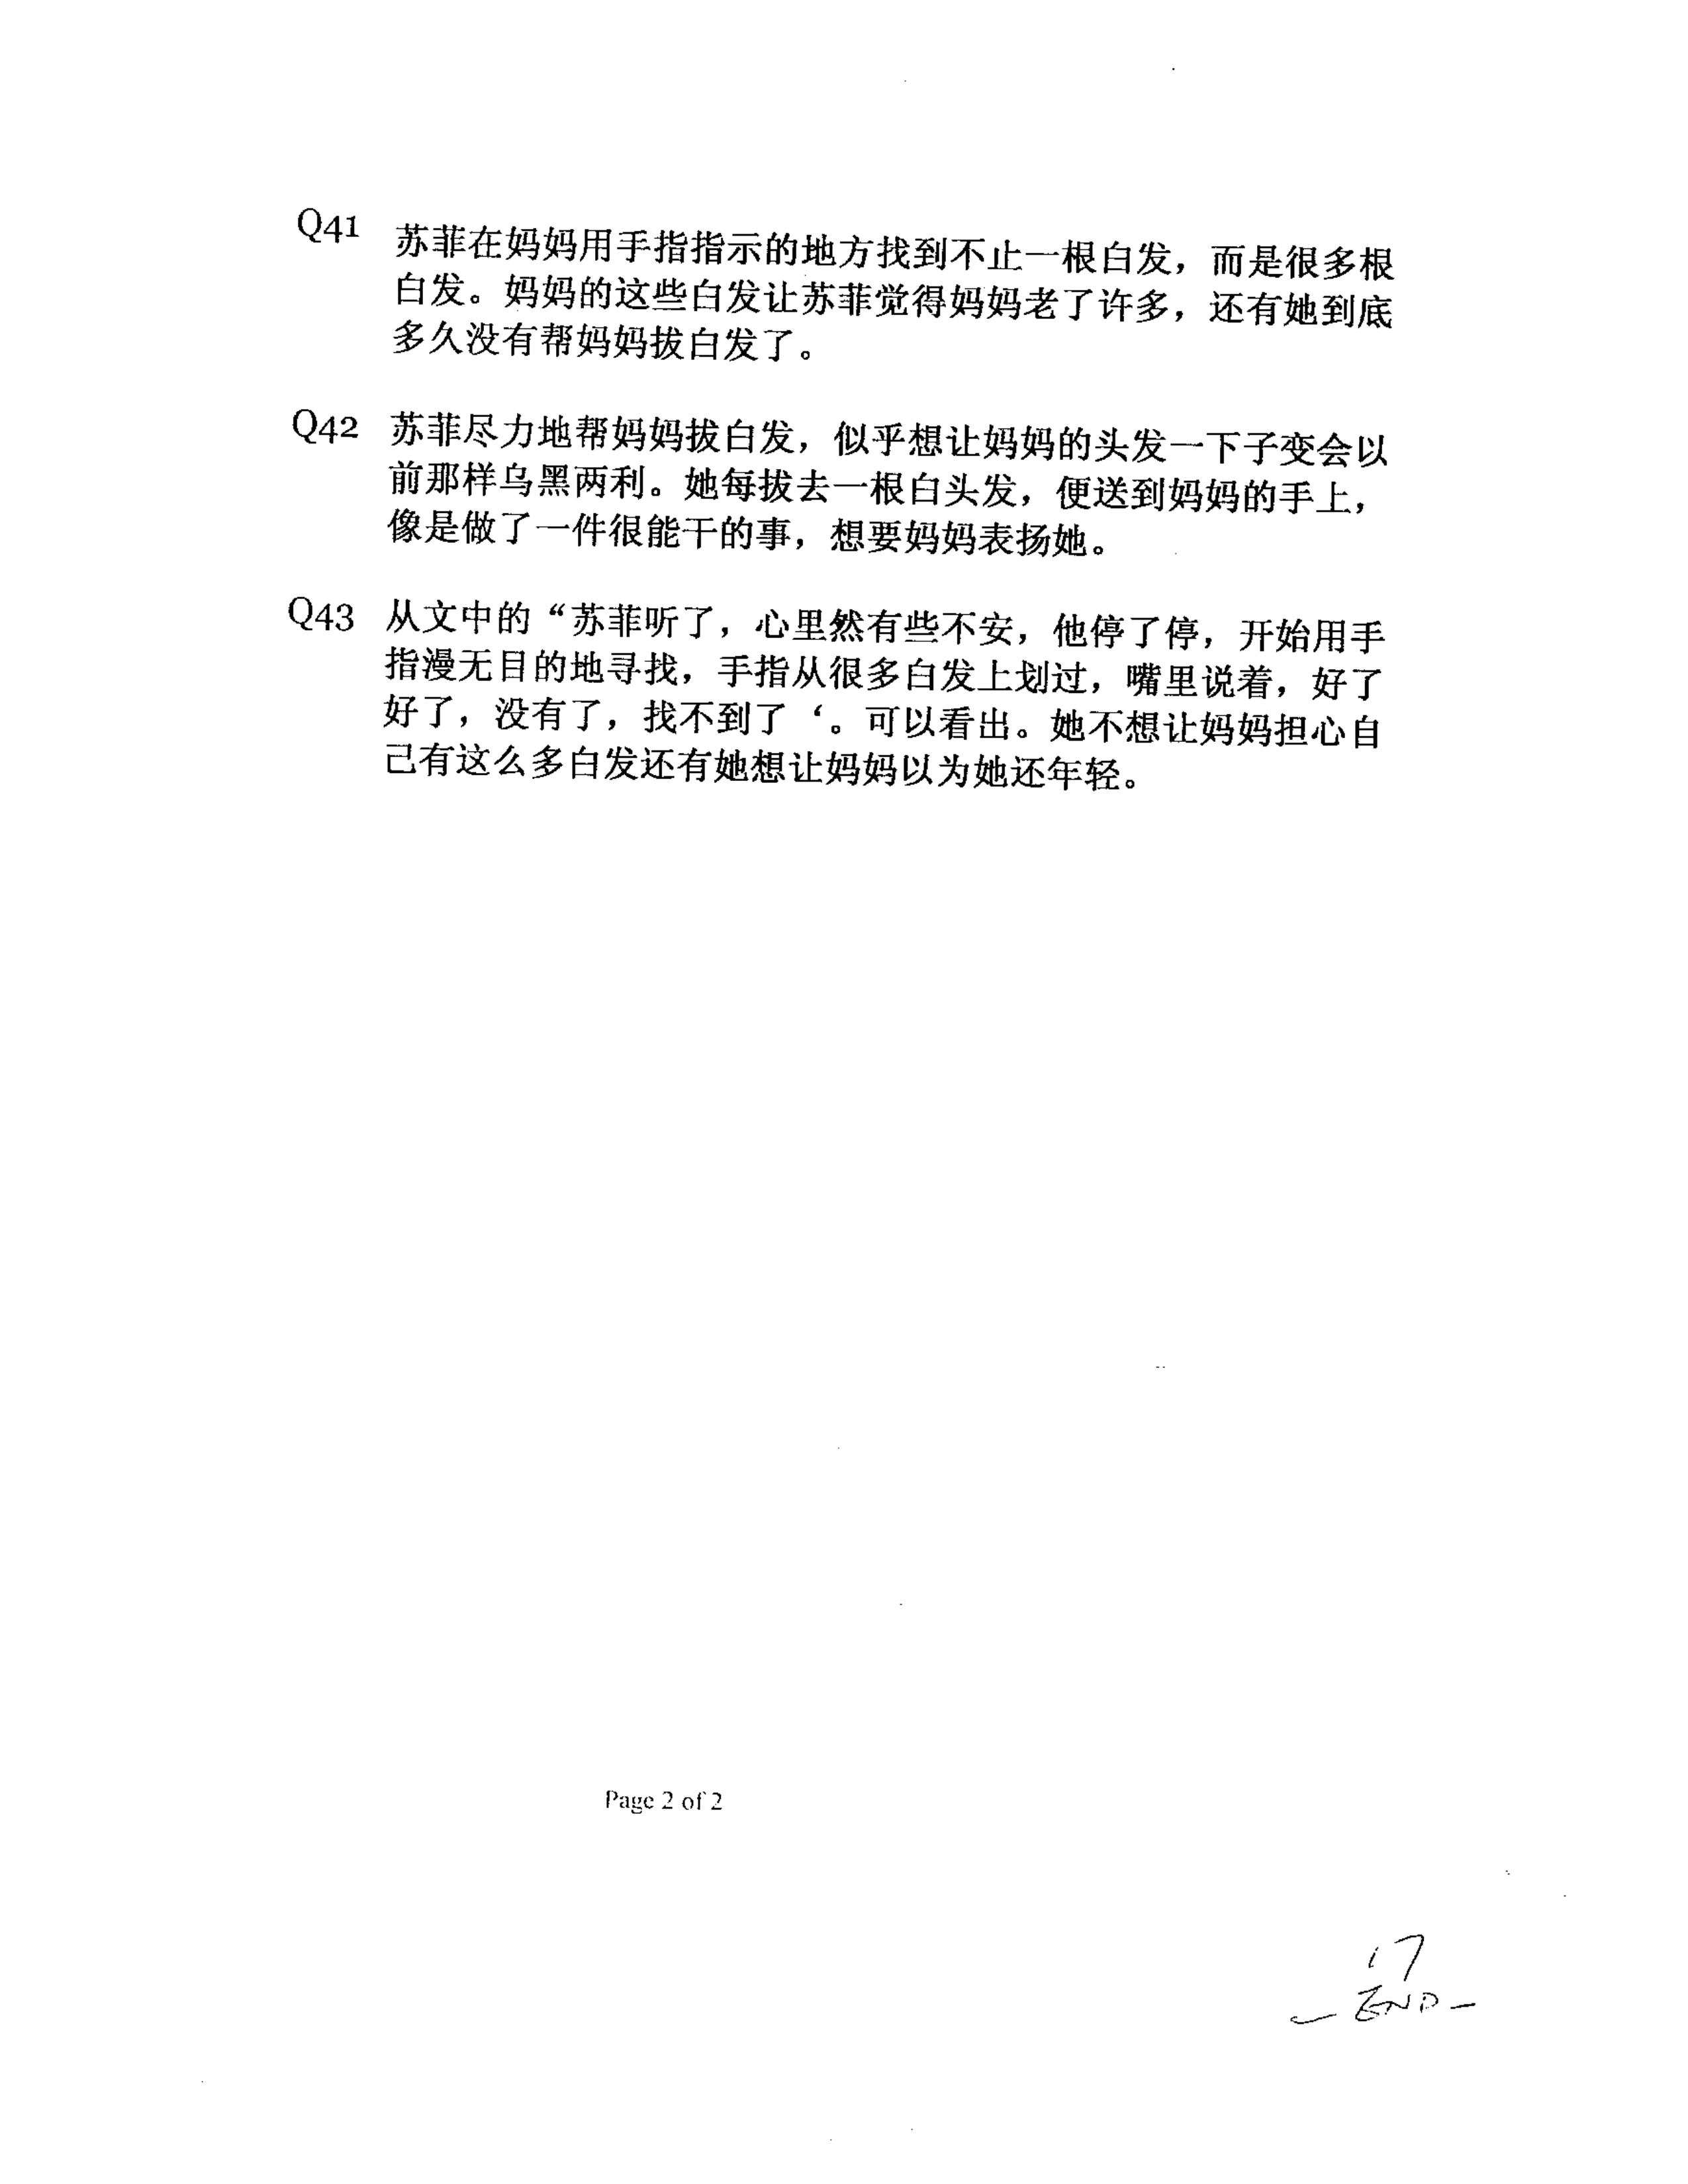 Q41 苏菲在妈妈用手指指示的地方找到不止一根白发，而是很多根
白发。妈妈的这些白发让苏菲觉得妈妈老了许多，还有她到底
多久没有帮妈妈拔白发了。
Q42 苏菲尽力地帮妈妈拔白发，似乎想让妈妈的头发一下子变会以
前那样乌黑两利。她每拔去一根白头发，便送到妈妈的手上，
像是做了一件很能干的事，想要妈妈表扬她。
Q43 从文中的“苏菲听了，心里然有些不安，他停了停，开始用手
指漫无目的地寻找，手指从很多白发上划过，嘴里说着，好了
好了，没有了，找不到了‘。可以看出。她不想让妈妈担心自
己有这么多白发还有她想让妈妈以为她还年轻。
Page 2 of 2
17
- END -